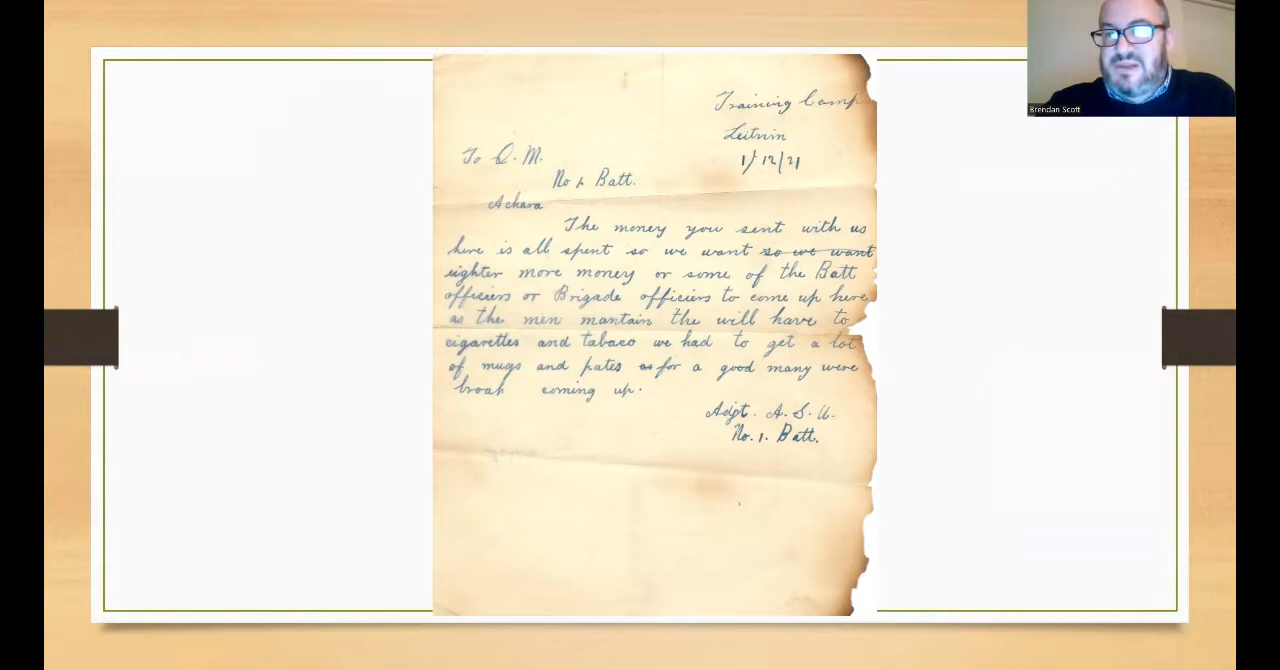 Training Camp
Leitrim
1/12/21
To Q. M.
No 1. Batt.
A chara
The money you sent with us
here is all spent so we want so we want
eighter more money or some of the Batt
officiers or Brigade officiers to come up here
as the men mantain the will have to
cigarettes and tabaco we had to get a lot
of mugs and pates as for a good many were
broak coming up.
Adjt. A. S. U.
No. 1. Batt.
Brendan Scott